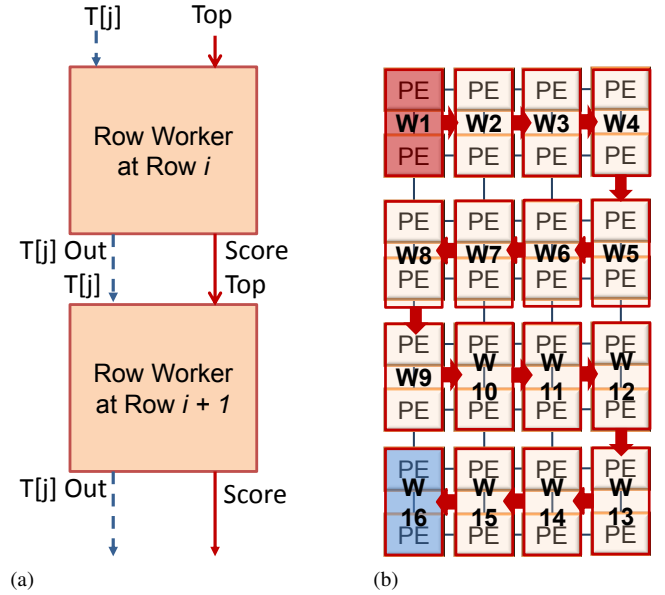 T[j] Top
Row Worker
at Row i
T[j] Out Score
T[j] Top
Row Worker
at Row i + 1
T[j] Out Score
(a)
PE PE PE PE
W1 W2 W3 W4
PE PE PE PE
PE PE PE PE
W8 W7 W6 W5
PE PE PE PE
PE PE PE PE
W9 W W W
10 11 12
PE PE PE PE
PE PE PE PE
W W W W
16 15 14 13
PE PE PE PE
(b)